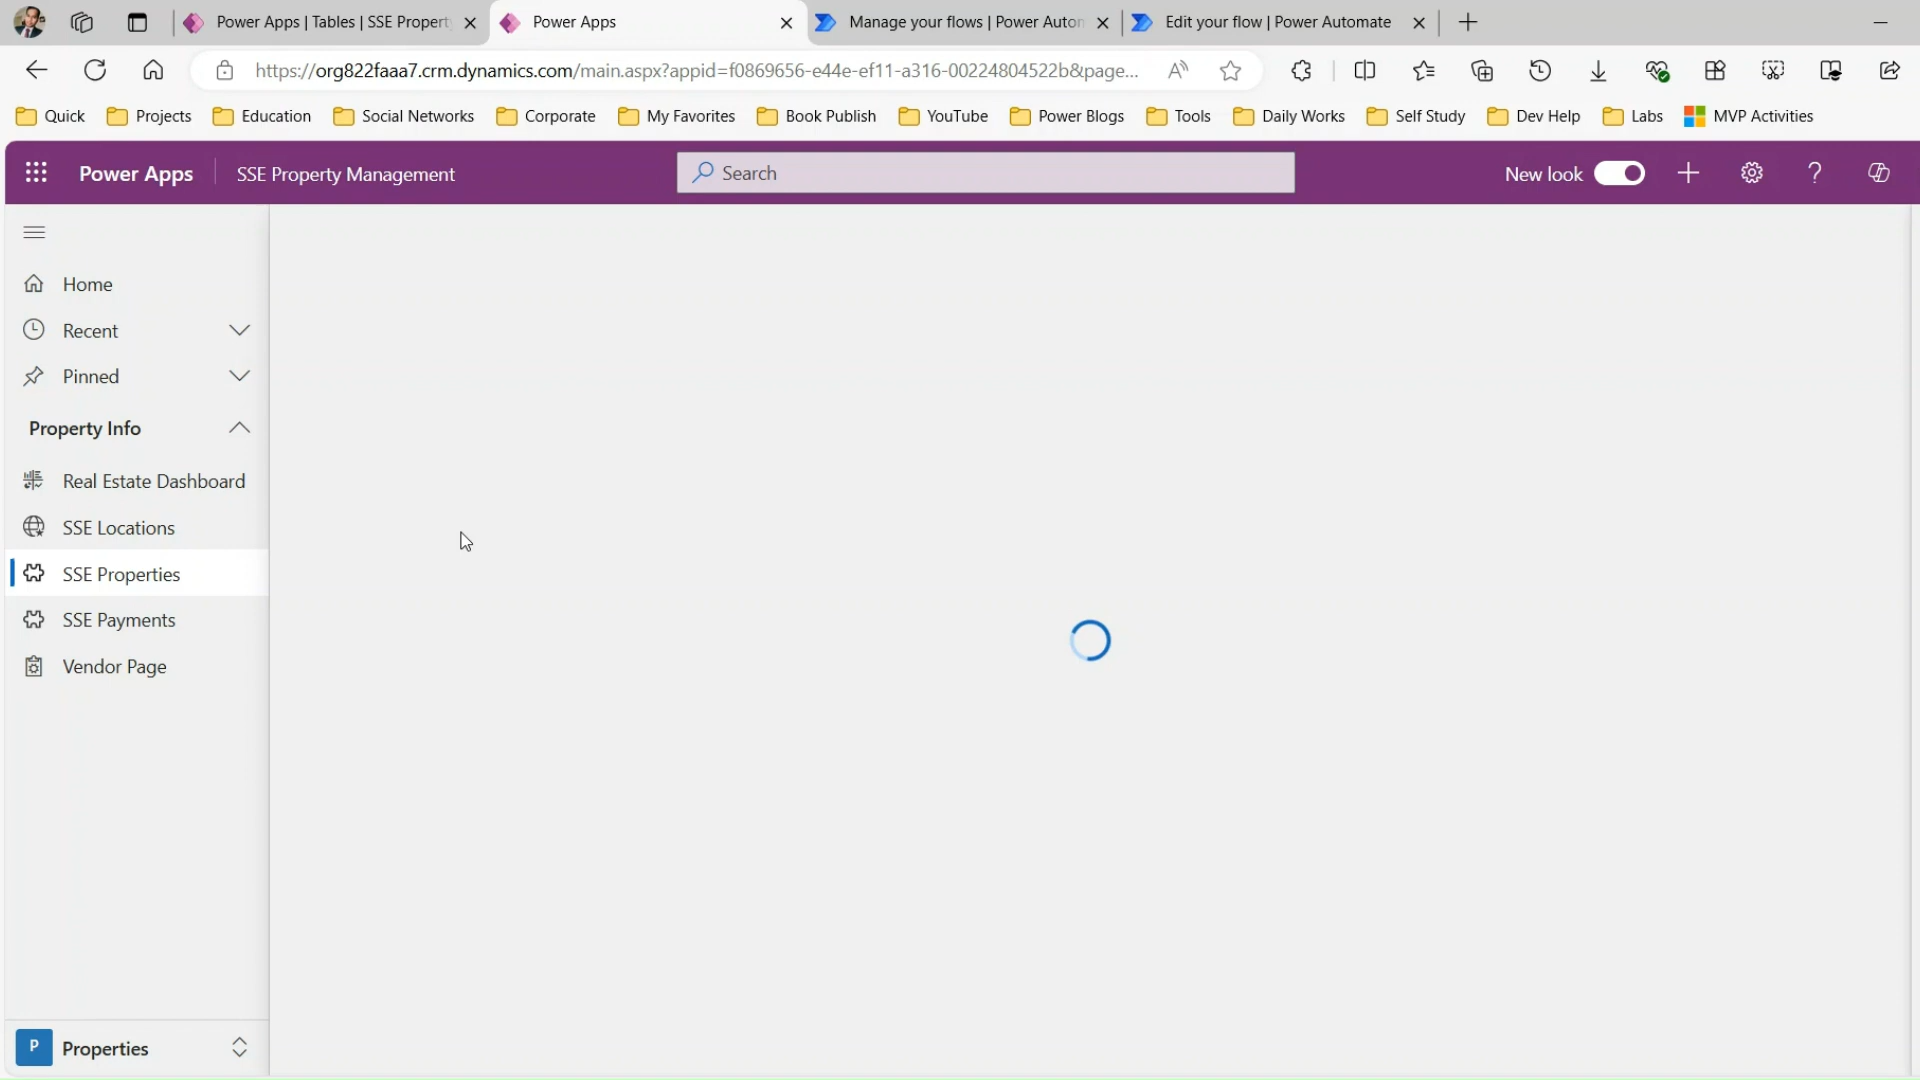 Power Apps | Tables | SSE Propert
Power Apps
Manage your flows | Power Autom
Edit your flow | Power Automate
https://org822faaa7.crm.dynamics.com/main.aspx?appid=f0869656-e44e-ef11-a316-00224804522b&page...
Quick
Projects
Education
Social Networks
Corporate
My Favorites
Book Publish
YouTube
Power Blogs
Tools
Daily Works
Self Study
Dev Help
Labs
MVP Activities
Power Apps
SSE Property Management
Search
New look
Home
Recent
Pinned
Property Info
Real Estate Dashboard
SSE Locations
SSE Properties
SSE Payments
Vendor Page
P
Properties